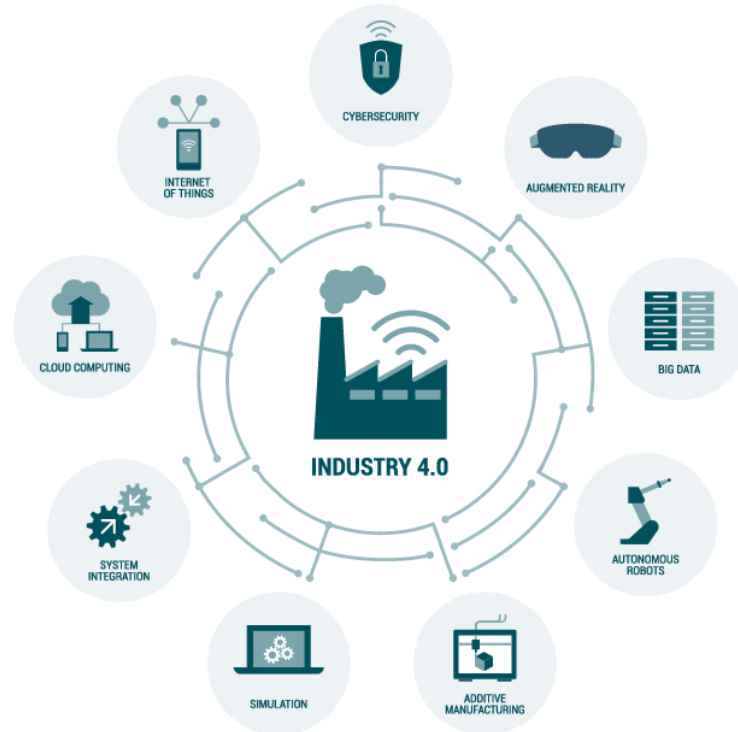 CYBERSECURITY
AUGMENTED REALITY
BIG DATA
AUTONOMOUS
ROBOTS
ADDITIVE
MANUFACTURING
SIMULATION
SYSTEM
INTEGRATION
CLOUD COMPUTING
INTERNET
OF THINGS
INDUSTRY 4.0